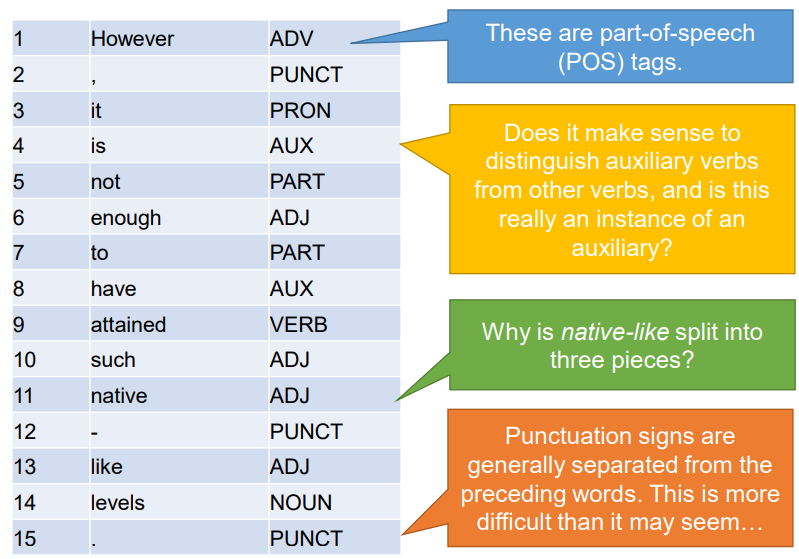 1 However ADV
2 , PUNCT
3 it PRON
4 is AUX
5 not PART
6 enough ADJ
7 to PART
8 have AUX
9 attained VERB
10 such ADJ
11 native ADJ
12 - PUNCT
13 like ADJ
14 levels NOUN
15 . PUNCT
These are part-of-speech
(POS) tags.
Does it make sense to
distinguish auxiliary verbs
from other verbs, and is this
really an instance of an
auxiliary?
Why is native-like split into
three pieces?
Punctuation signs are
generally separated from the
preceding words. This is more
difficult than it may seem…